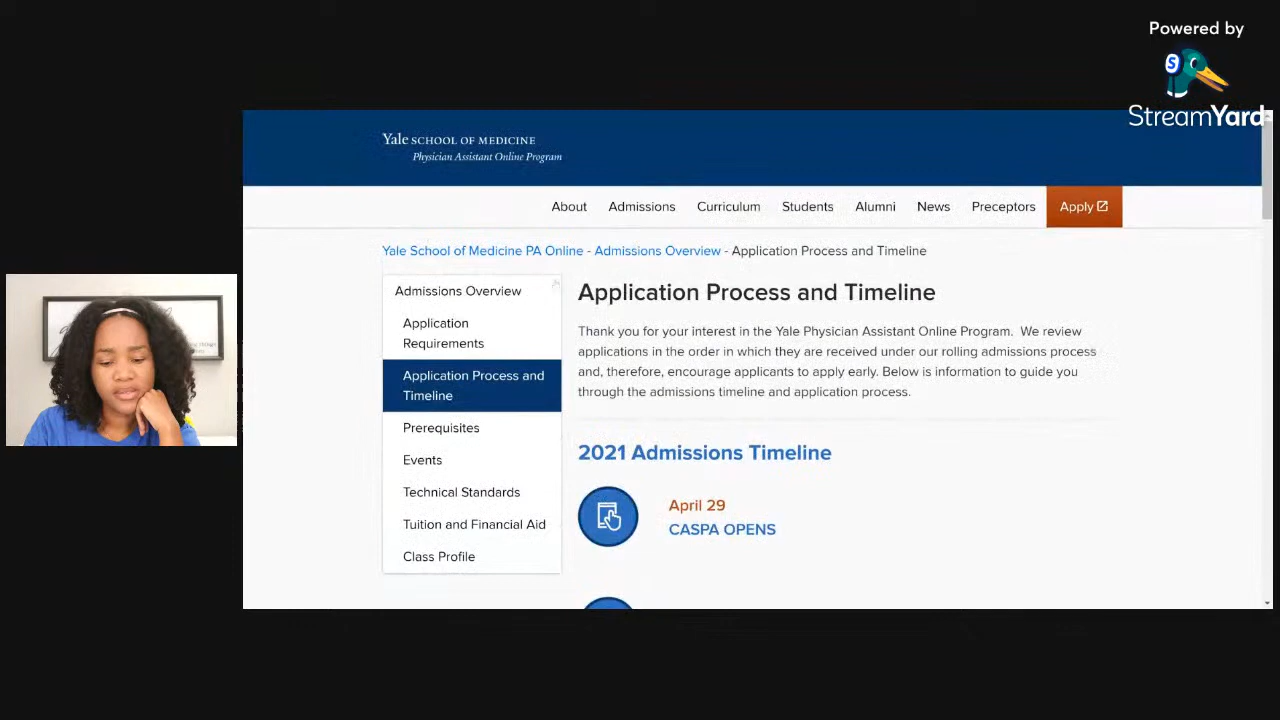 Powered by
S
StreamYard
Yale SCHOOL OF MEDICINE
Physician Assistant Online Program
About Admissions Curriculum Students Alumni News Preceptors Apply
Yale School of Medicine PA Online - Admissions Overview - Application Process and Timeline
Admissions Overview
Application
Requirements
Application Process and
Timeline
Prerequisites
Events
Technical Standards
Tuition and Financial Aid
Class Profile
Application Process and Timeline
Thank you for your interest in the Yale Physician Assistant Online Program. We review
applications in the order in which they are received under our rolling admissions process
and, therefore, encourage applicants to apply early. Below is information to guide you
through the admissions timeline and application process.
2021 Admissions Timeline
April 29
CASPA OPENS